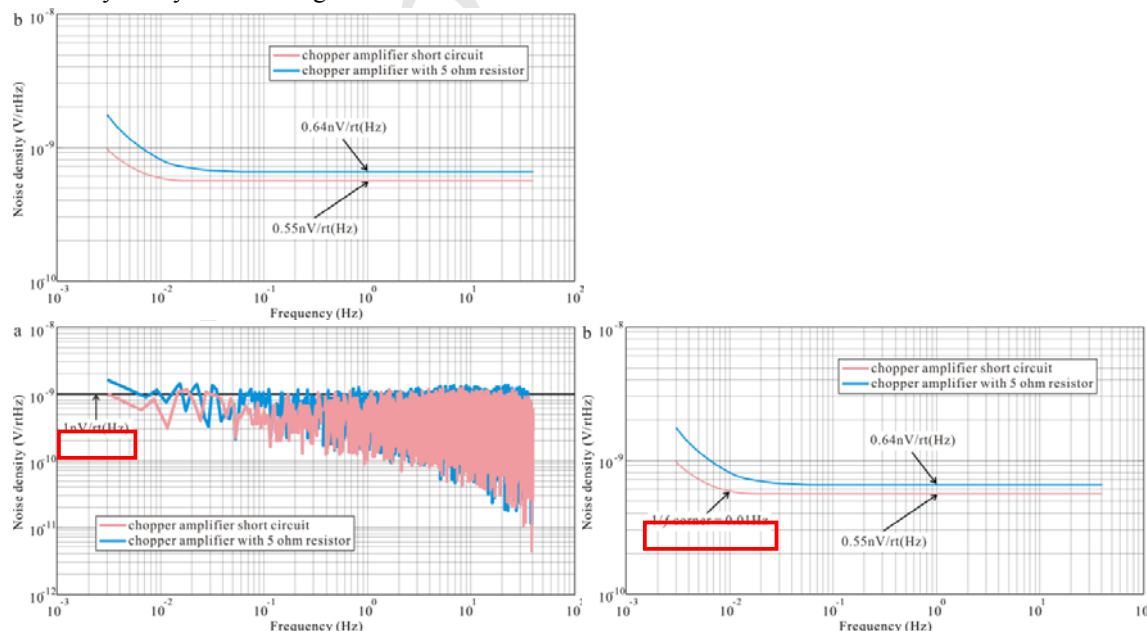 b
10^-8
chopper amplifier short circuit
chopper amplifier with 5 ohm resistor
0.64nV/rt(Hz)
10^-9
0.55nV/rt(Hz)
Noise density (V/rtHz)
10^-10
10^-3 10^-2 10^-1 10^0 10^1 10^2
Frequency (Hz)
a
10^-8
10^-9
1nV/rt(Hz)
10^-10
10^-11
10^-12
Noise density (V/rtHz)
chopper amplifier short circuit
chopper amplifier with 5 ohm resistor
10^-3 10^-2 10^-1 10^0 10^1
Frequency (Hz)
b
10^-8
chopper amplifier short circuit
chopper amplifier with 5 ohm resistor
0.64nV/rt(Hz)
10^-9
1/f corner = 0.01Hz
0.55nV/rt(Hz)
Noise density (V/rtHz)
10^-10
10^-3 10^-2 10^-1 10^0 10^1 10^2
Frequency (Hz)